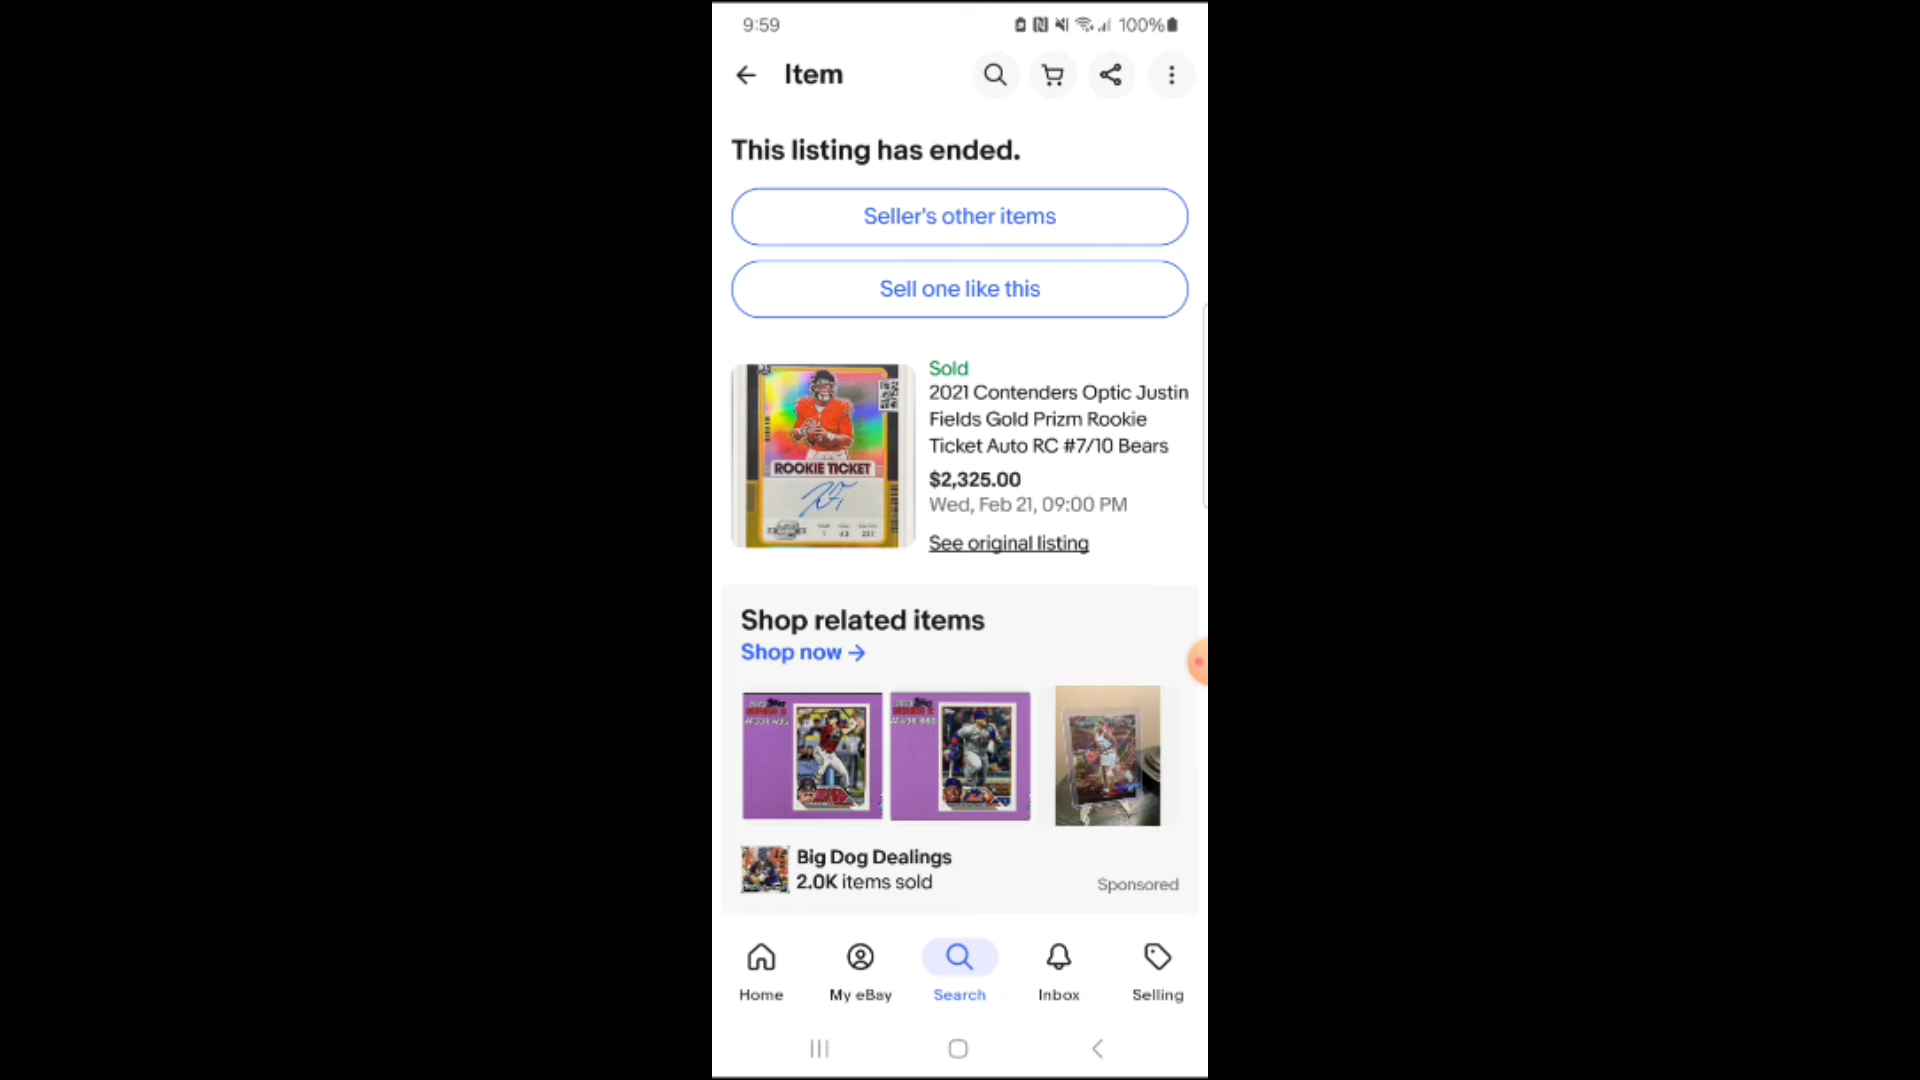 9:59
100%
Item
This listing has ended.
Seller's other items
Sell one like this
Sold
2021 Contenders Optic Justin
Fields Gold Prizm Rookie
Ticket Auto RC #7/10 Bears
$2,325.00
Wed, Feb 21, 09:00 PM
See original listing
ROOKIE TICKET
Shop related items
Shop now →
Big Dog Dealings
2.0K items sold
Sponsored
Home
My eBay
Search
Inbox
Selling